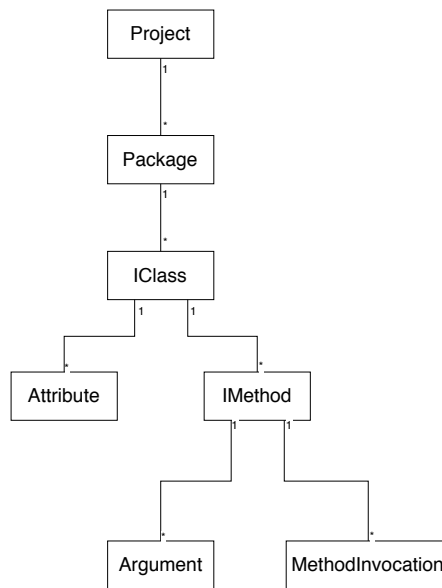 Project
1
*
Package
1
*
IClass
1 1
* *
Attribute IMethod
1 1
* *
Argument MethodInvocation